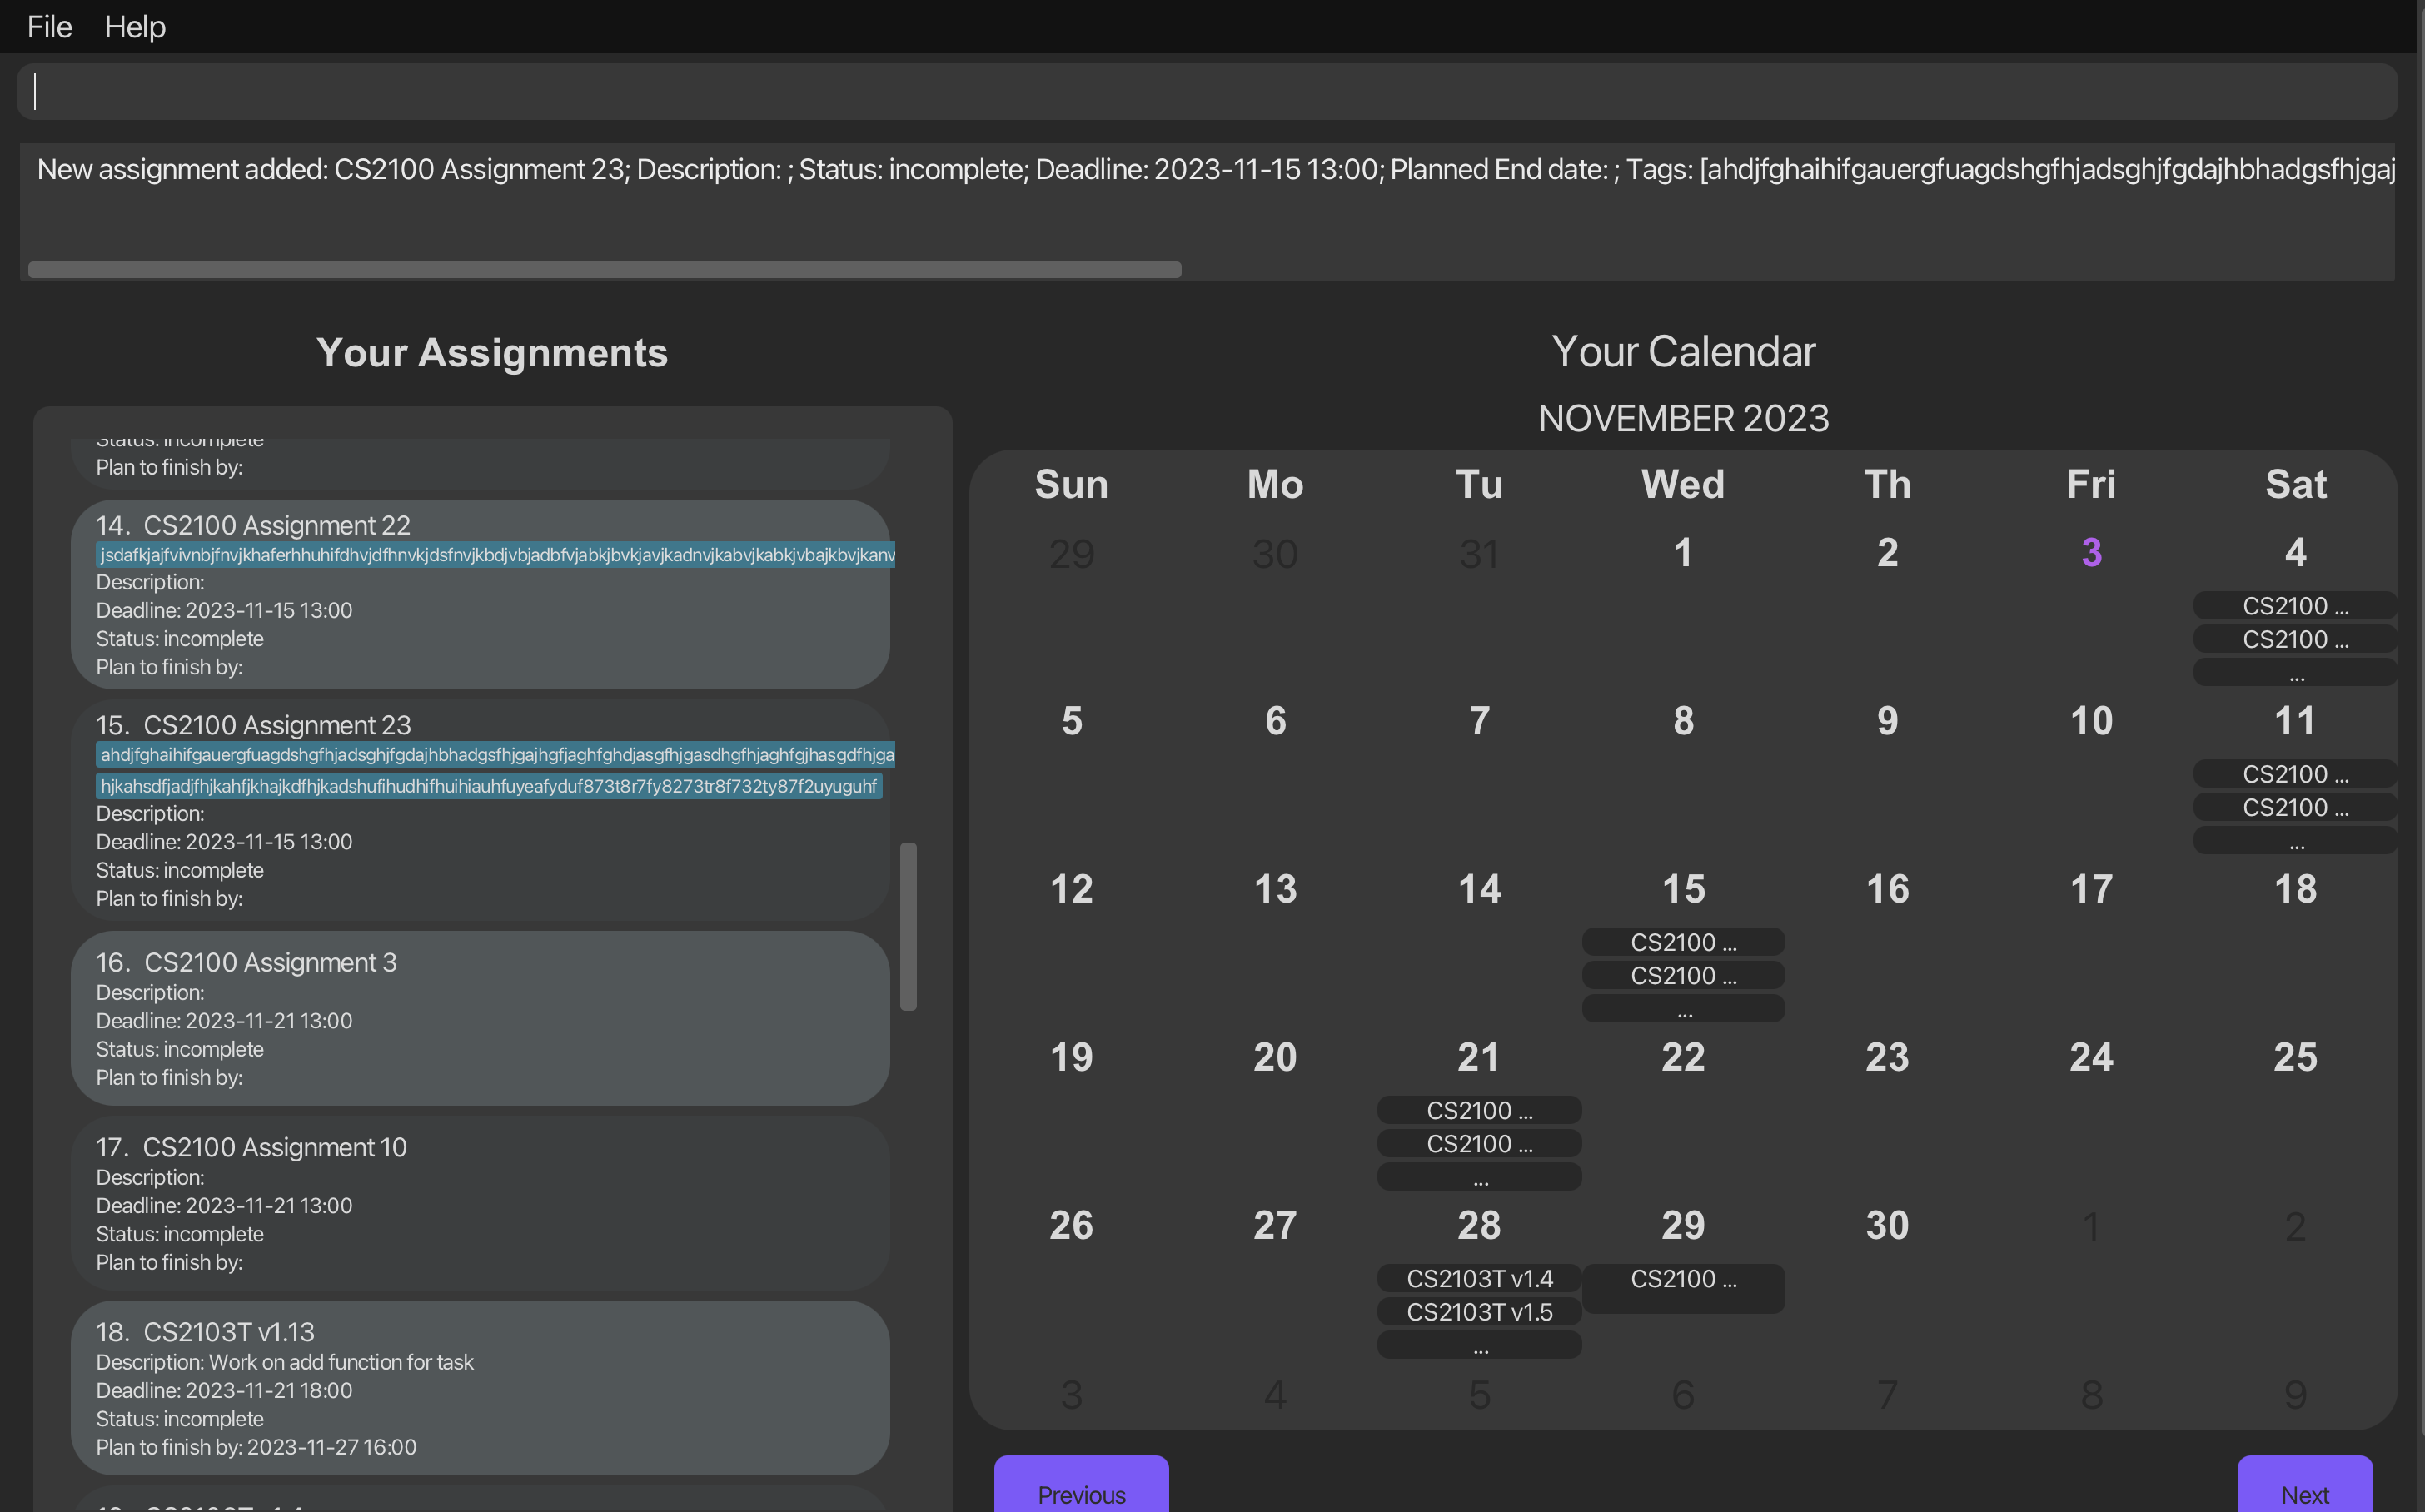 File Help
New assignment added: CS2100 Assignment 23; Description: ; Status: incomplete; Deadline: 2023-11-15 13:00; Planned End date: ; Tags: [ahdjfghaihifgauergfuagdshgfhjadsghjfgdajhbhadgsfhjgaj
Your Assignments
Status: incomplete
Plan to finish by:
14. CS2100 Assignment 22
jsdafkjajfvivnbjfnvjkhaferhhuhifdhvjdfhnvkjdsfnvjkbdjvbjadbfvjabkjbvkjavjkadnvjkabvjkabkjvbajkbvjkanv
Description:
Deadline: 2023-11-15 13:00
Status: incomplete
Plan to finish by:
15. CS2100 Assignment 23
ahdjfghaihifgauergfuagdshgfhjadsghjfgdajhbhadgsfhjgajhgfjaghfghdjasgfhjgasdhgfhjaghfgjhasgdfhjga
hjkahsdfjadjfhjkahfjkhajkdfhjkadshufihudhifhuihiauhfuyeafyduf873t8r7fy8273tr8f732ty87f2uyuguhf
Description:
Deadline: 2023-11-15 13:00
Status: incomplete
Plan to finish by:
16. CS2100 Assignment 3
Description:
Deadline: 2023-11-21 13:00
Status: incomplete
Plan to finish by:
17. CS2100 Assignment 10
Description:
Deadline: 2023-11-21 13:00
Status: incomplete
Plan to finish by:
18. CS2103T v1.13
Description: Work on add function for task
Deadline: 2023-11-21 18:00
Status: incomplete
Plan to finish by: 2023-11-27 16:00
Your Calendar
NOVEMBER 2023
Sun Mo Tu Wed Th Fri Sat
29 30 31 1 2 3 4
CS2100 ...
CS2100 ...
...
5 6 7 8 9 10 11
CS2100 ...
CS2100 ...
...
12 13 14 15 16 17 18
CS2100 ...
CS2100 ...
...
19 20 21 22 23 24 25
CS2100 ...
CS2100 ...
...
26 27 28 29 30 1 2
CS2103T v1.4 CS2100 ...
CS2103T v1.5
...
3 4 5 6 7 8 9
Previous Next